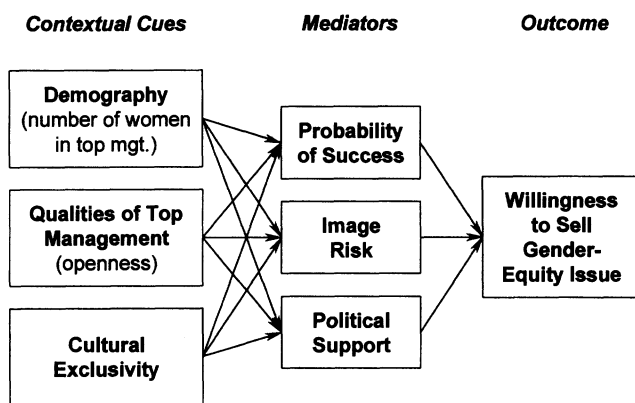 Contextual Cues
Mediators
Outcome
Demography
(number of women
in top mgt.)
Qualities of Top
Management
(openness)
Cultural
Exclusivity
Probability
of Success
Image
Risk
Political
Support
Willingness
to Sell
Gender-
Equity Issue